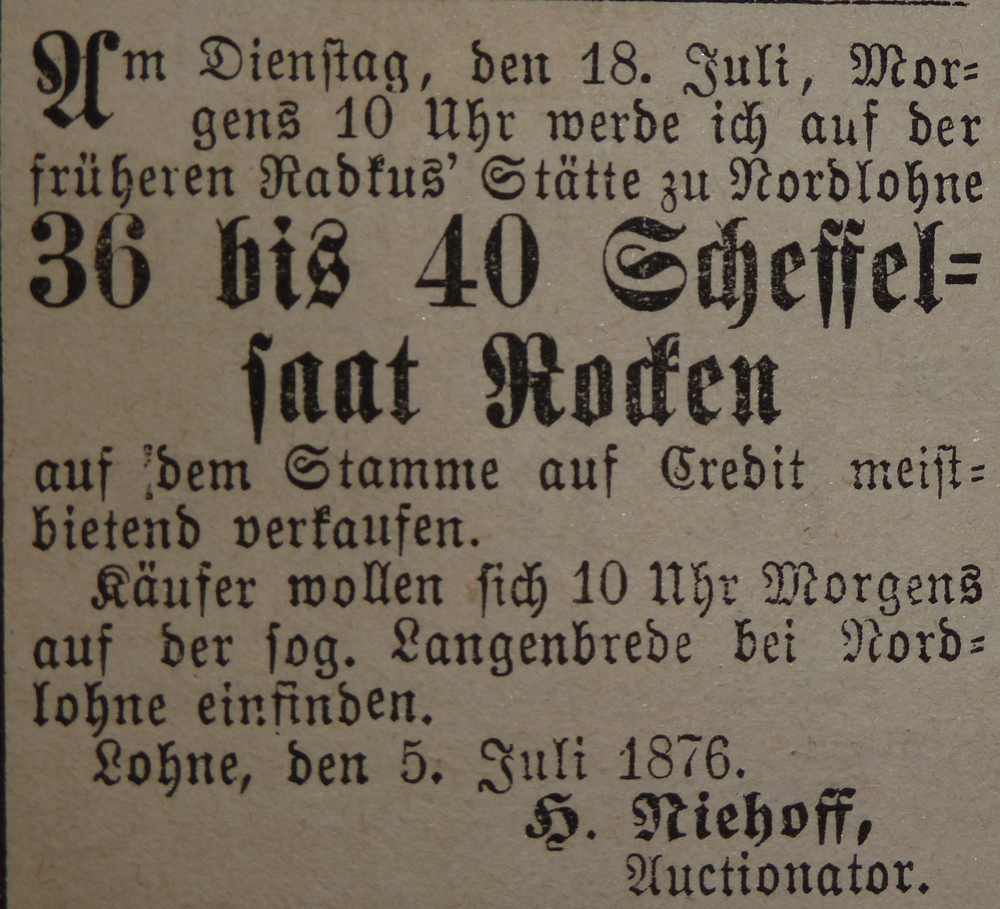 Am Dienstag, den 18. Juli, Mor-
gens 10 Uhr werde ich auf der
früheren Radkus' Stätte zu Nordlohne
36 bis 40 Scheffel-
saat Rocken
auf dem Stamme auf Credit meist-
bietend verkaufen.
Käufer wollen sich 10 Uhr Morgens
auf der sog. Langenbrede bei Nord-
lohne einfinden.
Lohne, den 5. Juli 1876.
H. Niehoff,
Auctionator.